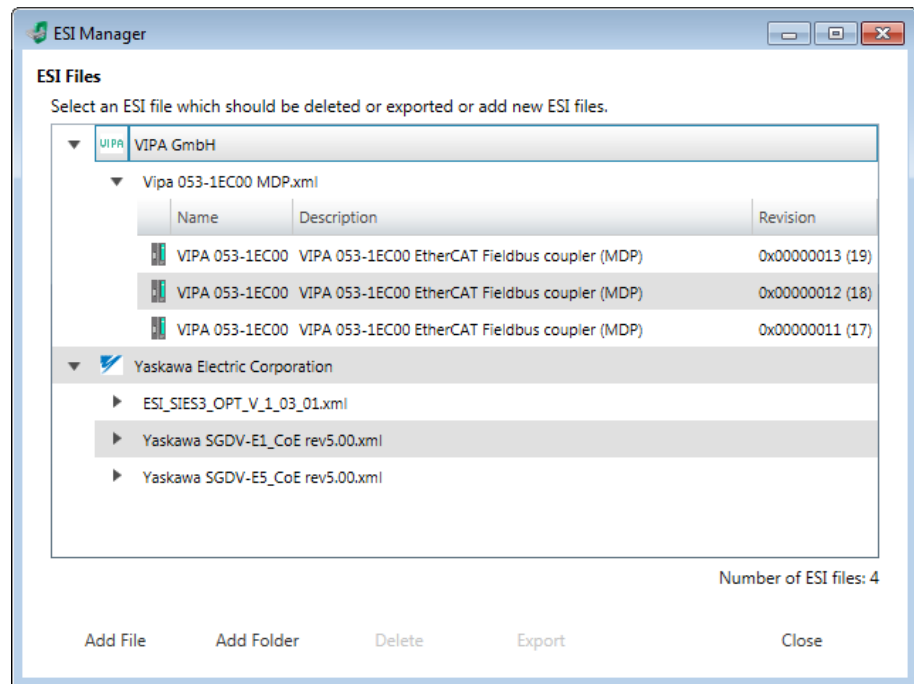 ESI Manager
ESI Files
Select an ESI file which should be deleted or exported or add new ESI files.
VIPA VIPA GmbH
Vipa 053-1EC00 MDP.xml
Name Description Revision
VIPA 053-1EC00 VIPA 053-1EC00 EtherCAT Fieldbus coupler (MDP) 0x00000013 (19)
VIPA 053-1EC00 VIPA 053-1EC00 EtherCAT Fieldbus coupler (MDP) 0x00000012 (18)
VIPA 053-1EC00 VIPA 053-1EC00 EtherCAT Fieldbus coupler (MDP) 0x00000011 (17)
Yaskawa Electric Corporation
ESI_SIES3_OPT_V_1_03_01.xml
Yaskawa SGDV-E1_CoE rev5.00.xml
Yaskawa SGDV-E5_CoE rev5.00.xml
Number of ESI files: 4
Add File Add Folder Delete Export Close